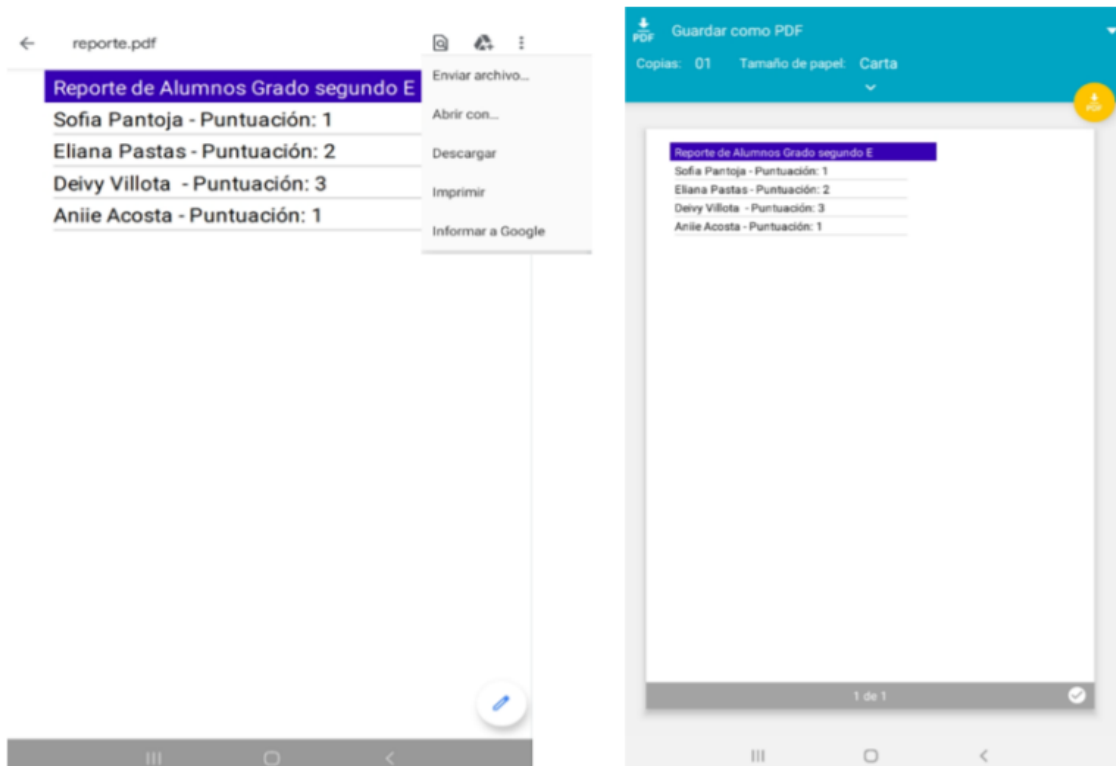 reporte.pdf
Reporte de Alumnos Grado segundo E
Sofia Pantoja - Puntuación: 1
Eliana Pastas - Puntuación: 2
Deivy Villota - Puntuación: 3
Aniie Acosta - Puntuación: 1
Enviar archivo...
Abrir con...
Descargar
Imprimir
Informar a Google
PDF
Guardar como PDF
Copias: 01 Tamaño de papel: Carta
PDF
Reporte de Alumnos Grado segundo E
Sofia Pantoja - Puntuación: 1
Eliana Pastas - Puntuación: 2
Deivy Villota - Puntuación: 3
Aniie Acosta - Puntuación: 1
1 de 1